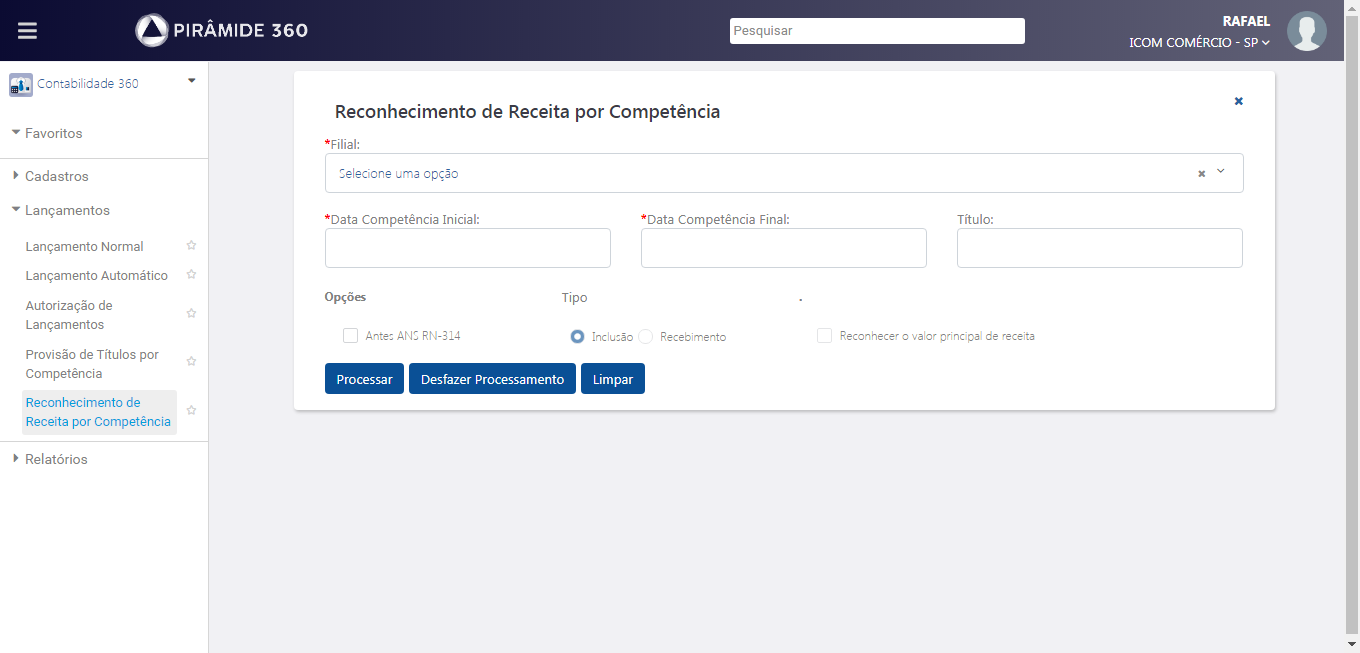 PIRÂMIDE 360
Pesquisar
RAFAEL
ICOM COMÉRCIO - SP
Contabilidade 360
Favoritos
Cadastros
Lançamentos
Lançamento Normal
Lançamento Automático
Autorização de
Lançamentos
Provisão de Títulos por
Competência
Reconhecimento de
Receita por Competência
Relatórios
Reconhecimento de Receita por Competência
*Filial:
Selecione uma opção
*Data Competência Inicial: *Data Competência Final: Título:
Opções Tipo .
Antes ANS RN-314 Inclusão Recebimento Reconhecer o valor principal de receita
Processar Desfazer Processamento Limpar